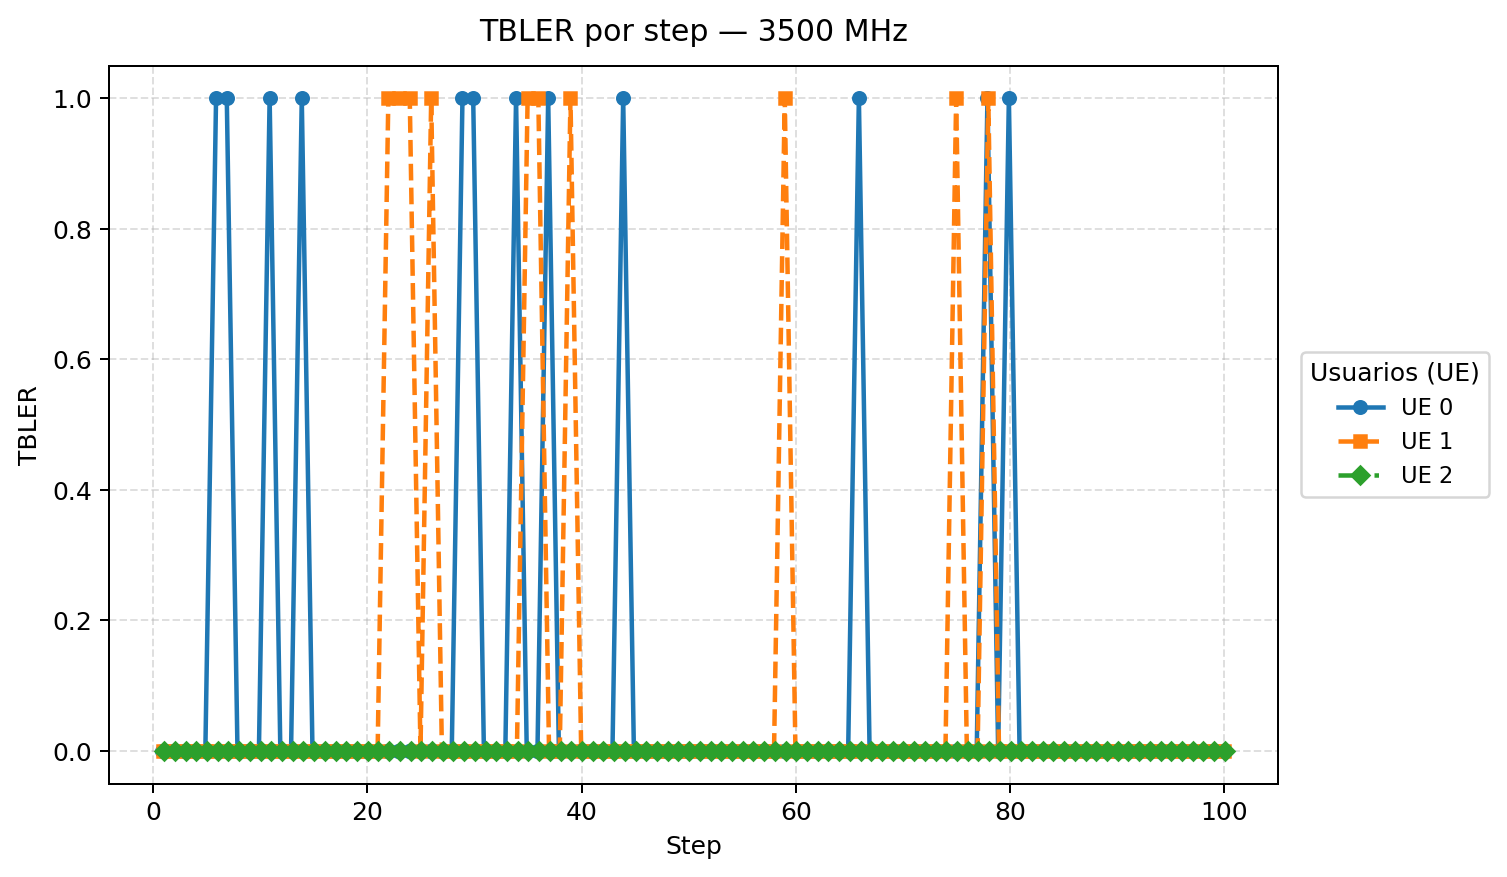 TBLER por step — 3500 MHz
1.0
0.8
0.6
0.4
0.2
0.0
TBLER
0 20 40 60 80 100
Step
Usuarios (UE)
UE 0
UE 1
UE 2